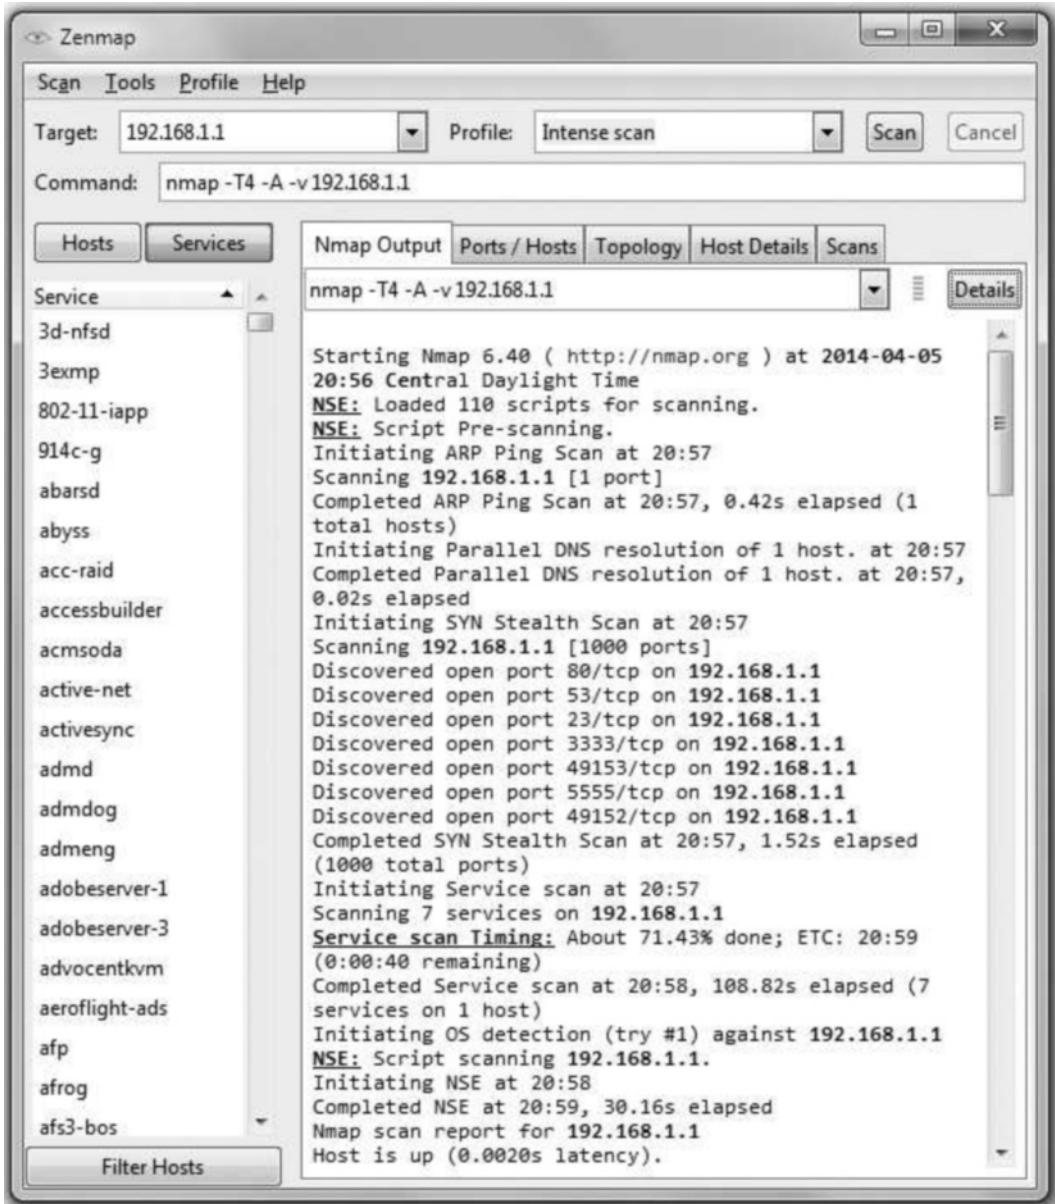 Zenmap
Scan Tools Profile Help
Target: 192.168.1.1 Profile: Intense scan Scan Cancel
Command: nmap -T4 -A -v 192.168.1.1
Hosts Services
Service
3d-nfsd
3exmp
802-11-iapp
914c-g
abarsd
abyss
acc-raid
accessbuilder
acmsoda
active-net
activesync
admd
admdog
admeng
adobeserver-1
adobeserver-3
advocentkvm
aeroflight-ads
afp
afrog
afs3-bos
Filter Hosts
Nmap Output Ports / Hosts Topology Host Details Scans
nmap -T4 -A -v 192.168.1.1 Details
Starting Nmap 6.40 ( http://nmap.org ) at 2014-04-05
20:56 Central Daylight Time
NSE: Loaded 110 scripts for scanning.
NSE: Script Pre-scanning.
Initiating ARP Ping Scan at 20:57
Scanning 192.168.1.1 [1 port]
Completed ARP Ping Scan at 20:57, 0.42s elapsed (1
total hosts)
Initiating Parallel DNS resolution of 1 host. at 20:57
Completed Parallel DNS resolution of 1 host. at 20:57,
0.02s elapsed
Initiating SYN Stealth Scan at 20:57
Scanning 192.168.1.1 [1000 ports]
Discovered open port 80/tcp on 192.168.1.1
Discovered open port 53/tcp on 192.168.1.1
Discovered open port 23/tcp on 192.168.1.1
Discovered open port 3333/tcp on 192.168.1.1
Discovered open port 49153/tcp on 192.168.1.1
Discovered open port 5555/tcp on 192.168.1.1
Discovered open port 49152/tcp on 192.168.1.1
Completed SYN Stealth Scan at 20:57, 1.52s elapsed
(1000 total ports)
Initiating Service scan at 20:57
Scanning 7 services on 192.168.1.1
Service scan Timing: About 71.43% done; ETC: 20:59
(0:00:40 remaining)
Completed Service scan at 20:58, 108.82s elapsed (7
services on 1 host)
Initiating OS detection (try #1) against 192.168.1.1
NSE: Script scanning 192.168.1.1.
Initiating NSE at 20:58
Completed NSE at 20:59, 30.16s elapsed
Nmap scan report for 192.168.1.1
Host is up (0.0020s latency).